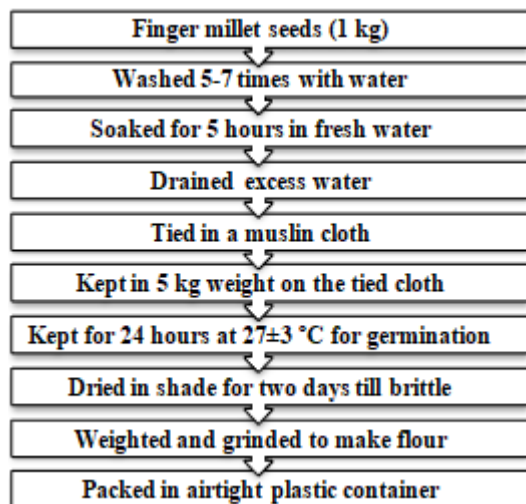 Finger millet seeds (1 kg)
Washed 5-7 times with water
Soaked for 5 hours in fresh water
Drained excess water
Tied in a muslin cloth
Kept in 5 kg weight on the tied cloth
Kept for 24 hours at 27±3 °C for germination
Dried in shade for two days till brittle
Weighted and grinded to make flour
Packed in airtight plastic container